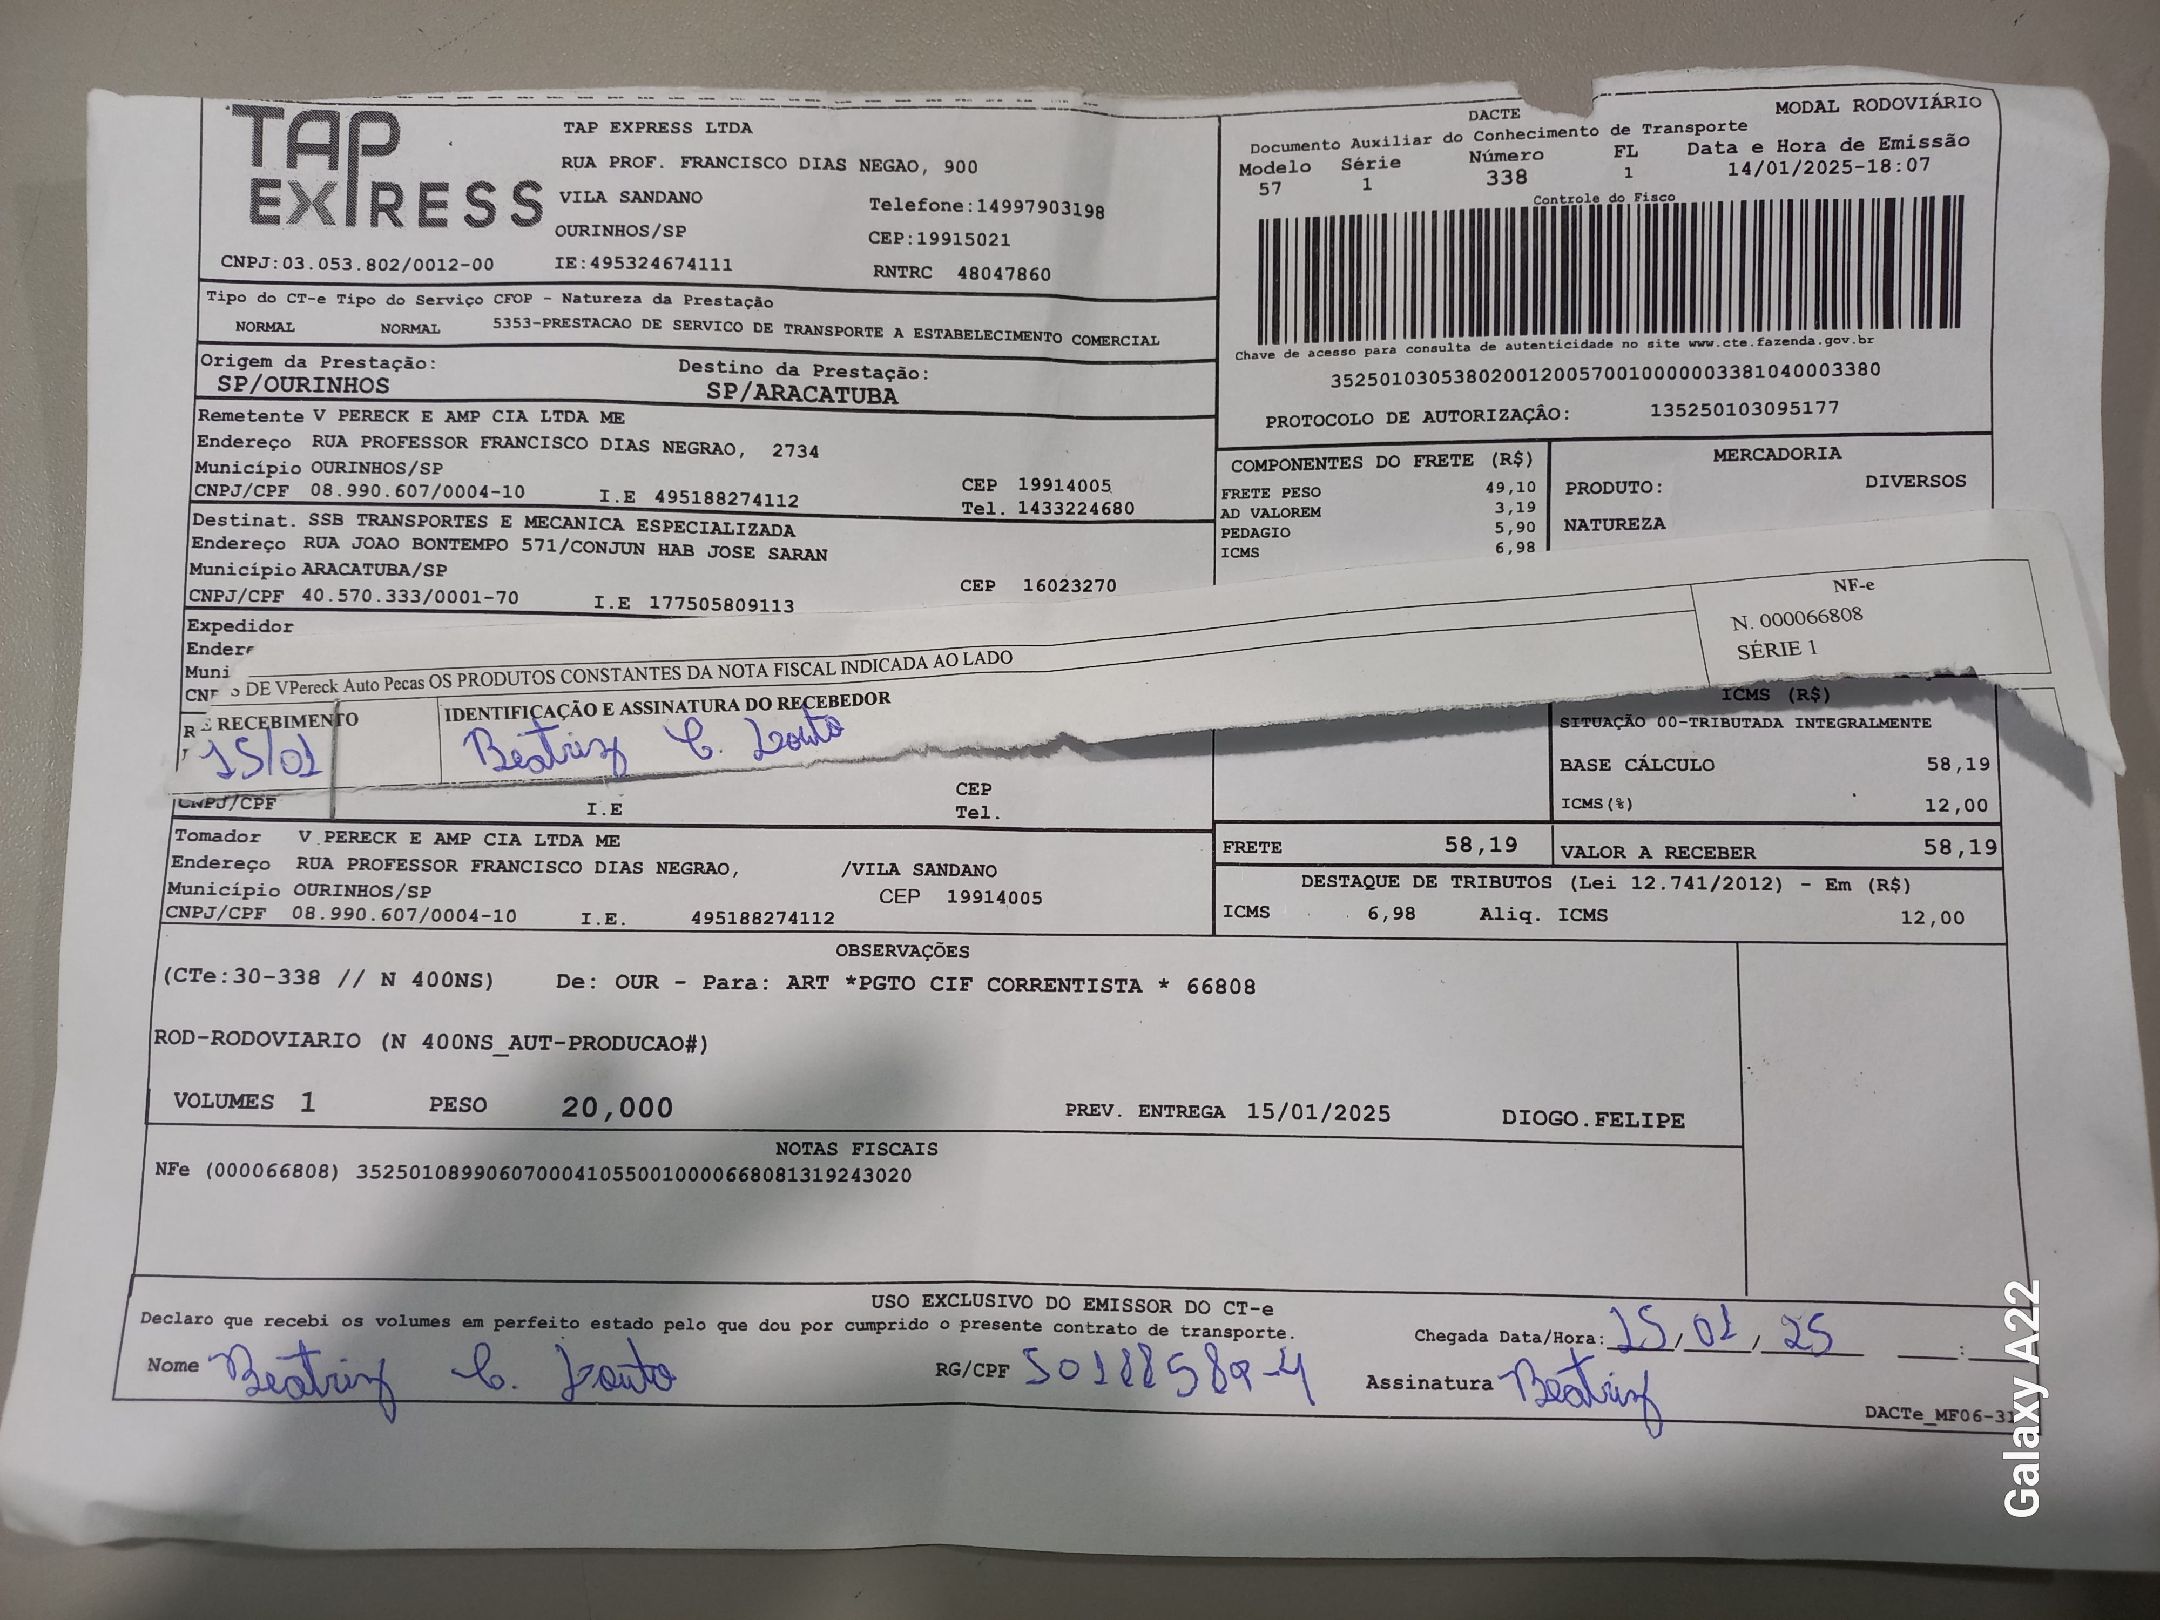 TAP
EXPRESS
TAP EXPRESS LTDA
RUA PROF. FRANCISCO DIAS NEGAO, 900
VILA SANDANO
Telefone:14997903198
OURINHOS/SP
CEP:19915021
CNPJ:03.053.802/0012-00 IE:495324674111
RNTRC 48047860
DACTE
MODAL RODOVIÁRIO
Documento Auxiliar do Conhecimento de Transporte
Modelo Série Número FL Data e Hora de Emissão
57 1 338 1 14/01/2025-18:07
Controle do Fisco
Chave de acesso para consulta de autenticidade no site www.cte.fazenda.gov.br
35250103053802001200570010000003381040003380
PROTOCOLO DE AUTORIZAÇÃO: 135250103095177
Tipo do CT-e Tipo do Serviço CFOP - Natureza da Prestação
NORMAL NORMAL 5353-PRESTACAO DE SERVICO DE TRANSPORTE A ESTABELECIMENTO COMERCIAL
Origem da Prestação: Destino da Prestação:
SP/OURINHOS SP/ARACATUBA
Remetente V PERECK E AMP CIA LTDA ME
Endereço RUA PROFESSOR FRANCISCO DIAS NEGRAO, 2734
Município OURINHOS/SP
CEP 19914005
CNPJ/CPF 08.990.607/0004-10 I.E 495188274112
Tel. 1433224680
Destinat. SSB TRANSPORTES E MECANICA ESPECIALIZADA
Endereço RUA JOAO BONTEMPO 571/CONJUN HAB JOSE SARAN
Município ARACATUBA/SP
CEP 16023270
CNPJ/CPF 40.570.333/0001-70 I.E 177505809113
Expedidor
COMPONENTES DO FRETE (R$)
FRETE PESO 49,10
AD VALOREM 3,19
PEDAGIO 5,90
ICMS 6,98
MERCADORIA
PRODUTO: DIVERSOS
NATUREZA
DE VPereck Auto Pecas OS PRODUTOS CONSTANTES DA NOTA FISCAL INDICADA AO LADO
NF-e
N. 000066808
SÉRIE 1
RECEBIMENTO
15/01
IDENTIFICAÇÃO E ASSINATURA DO RECEBEDOR
Beatriz C.
CNPJ/CPF I.E
CEP
Tel.
ICMS (R$)
SITUAÇÃO 00-TRIBUTADA INTEGRALMENTE
BASE CÁLCULO 58,19
ICMS(%) 12,00
Tomador V PERECK E AMP CIA LTDA ME
Endereço RUA PROFESSOR FRANCISCO DIAS NEGRAO, /VILA SANDANO
Município OURINHOS/SP CEP 19914005
CNPJ/CPF 08.990.607/0004-10 I.E. 495188274112
FRETE 58,19 VALOR A RECEBER 58,19
DESTAQUE DE TRIBUTOS (Lei 12.741/2012) - Em (R$)
ICMS 6,98 Aliq. ICMS 12,00
OBSERVAÇÕES
(CTe:30-338 // N 400NS) De: OUR - Para: ART *PGTO CIF CORRENTISTA * 66808
ROD-RODOVIARIO (N 400NS_AUT-PRODUCAO#)
VOLUMES 1 PESO 20,000 PREV. ENTREGA 15/01/2025 DIOGO.FELIPE
NOTAS FISCAIS
NFe (000066808) 35250108990607000410550010000668081319243020
USO EXCLUSIVO DO EMISSOR DO CT-e
Declaro que recebi os volumes em perfeito estado pelo que dou por cumprido o presente contrato de transporte.
Chegada Data/Hora: 15/01/25 :
Nome Beatriz C.
RG/CPF
Assinatura Beatriz
DACTe_MF06-31
Galaxy A22